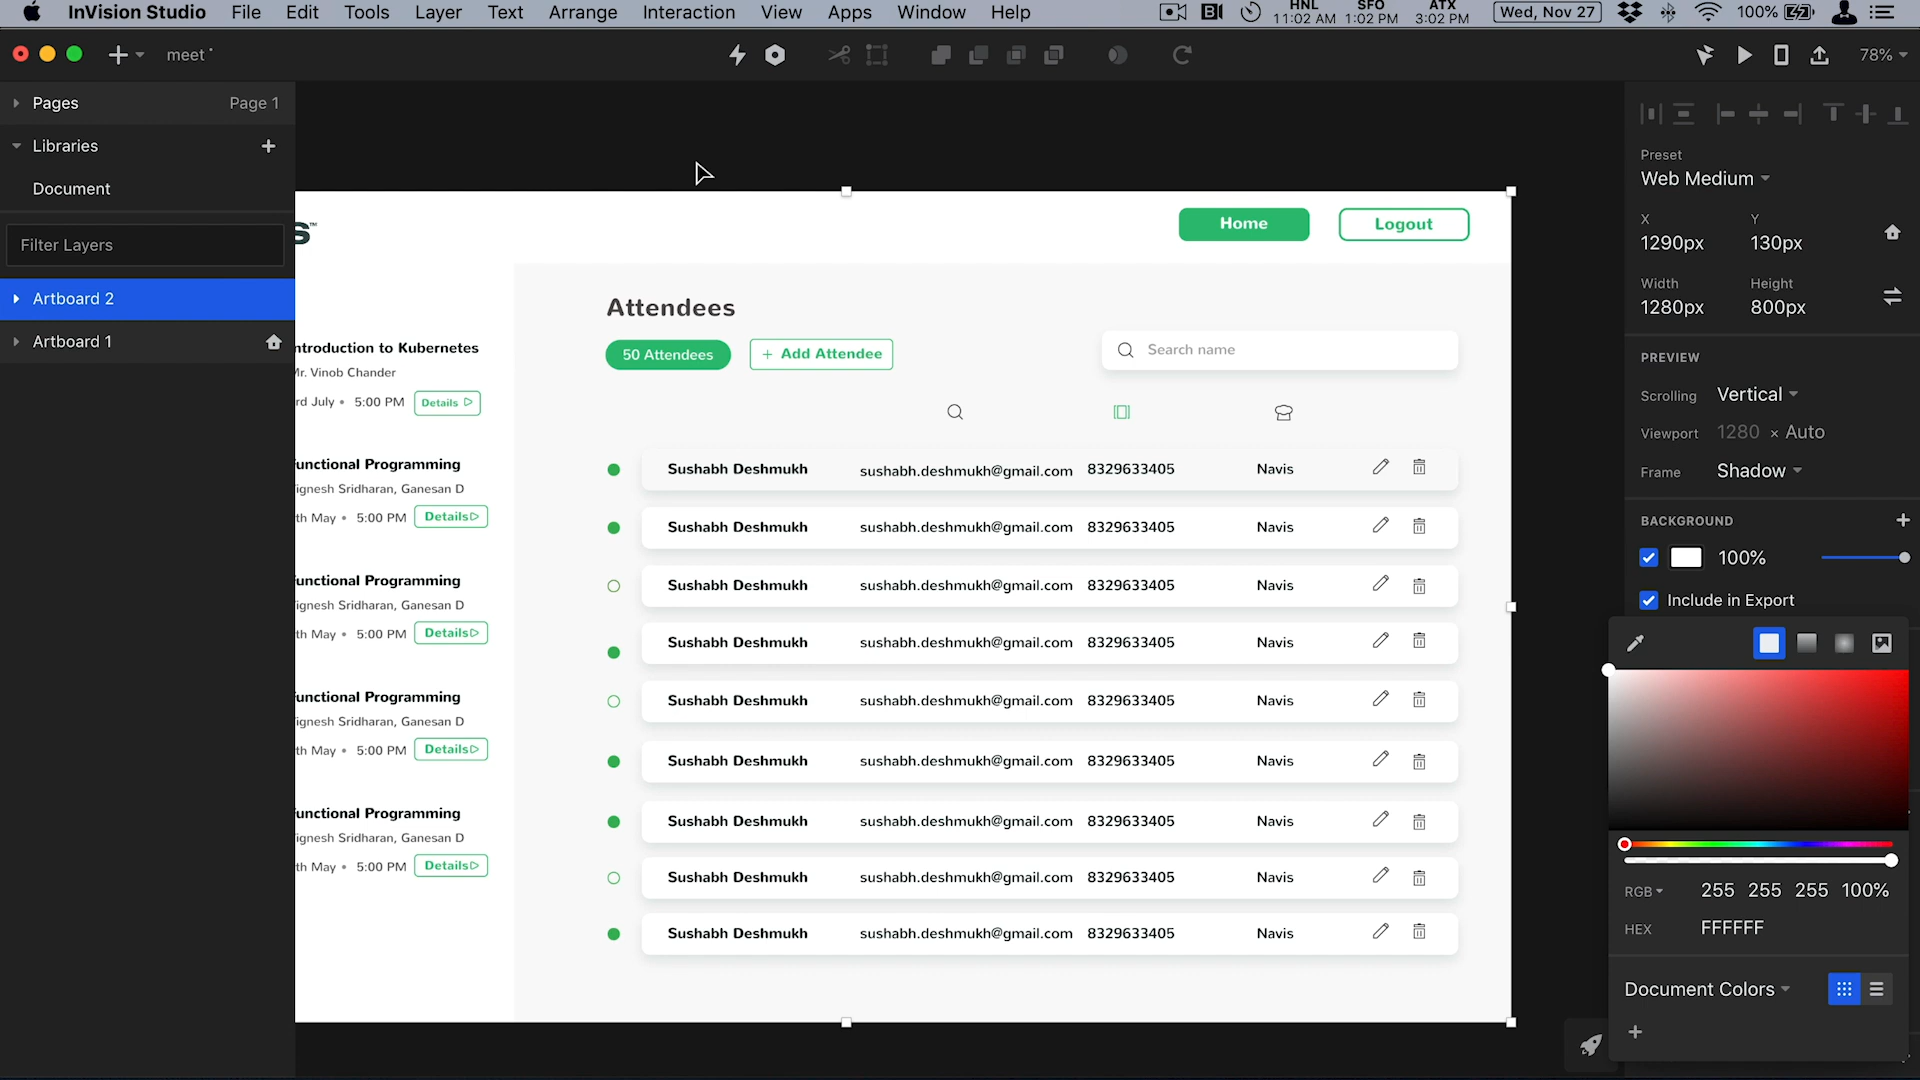 InVision Studio File Edit Tools Layer Text Arrange Interaction View Apps Window Help
HNL 11:02 AM SFO 1:02 PM ATX 3:02 PM Wed, Nov 27 100%
meet
78%
Pages Page 1
Libraries
Document
Filter Layers
Artboard 2
Artboard 1
s™
Home Logout
ntroduction to Kubernetes
Mr. Vinob Chander
rd July • 5:00 PM Details
unctional Programming
ignesh Sridharan, Ganesan D
th May • 5:00 PM Details
unctional Programming
ignesh Sridharan, Ganesan D
th May • 5:00 PM Details
unctional Programming
ignesh Sridharan, Ganesan D
th May • 5:00 PM Details
unctional Programming
ignesh Sridharan, Ganesan D
th May • 5:00 PM Details
Attendees
50 Attendees + Add Attendee Search name
Sushabh Deshmukh sushabh.deshmukh@gmail.com 8329633405 Navis
Sushabh Deshmukh sushabh.deshmukh@gmail.com 8329633405 Navis
Sushabh Deshmukh sushabh.deshmukh@gmail.com 8329633405 Navis
Sushabh Deshmukh sushabh.deshmukh@gmail.com 8329633405 Navis
Sushabh Deshmukh sushabh.deshmukh@gmail.com 8329633405 Navis
Sushabh Deshmukh sushabh.deshmukh@gmail.com 8329633405 Navis
Sushabh Deshmukh sushabh.deshmukh@gmail.com 8329633405 Navis
Sushabh Deshmukh sushabh.deshmukh@gmail.com 8329633405 Navis
Sushabh Deshmukh sushabh.deshmukh@gmail.com 8329633405 Navis
Preset
Web Medium
X Y
1290px 130px
Width Height
1280px 800px
PREVIEW
Scrolling Vertical
Viewport 1280 × Auto
Frame Shadow
BACKGROUND
100%
Include in Export
RGB 255 255 255 100%
HEX FFFFFF
Document Colors